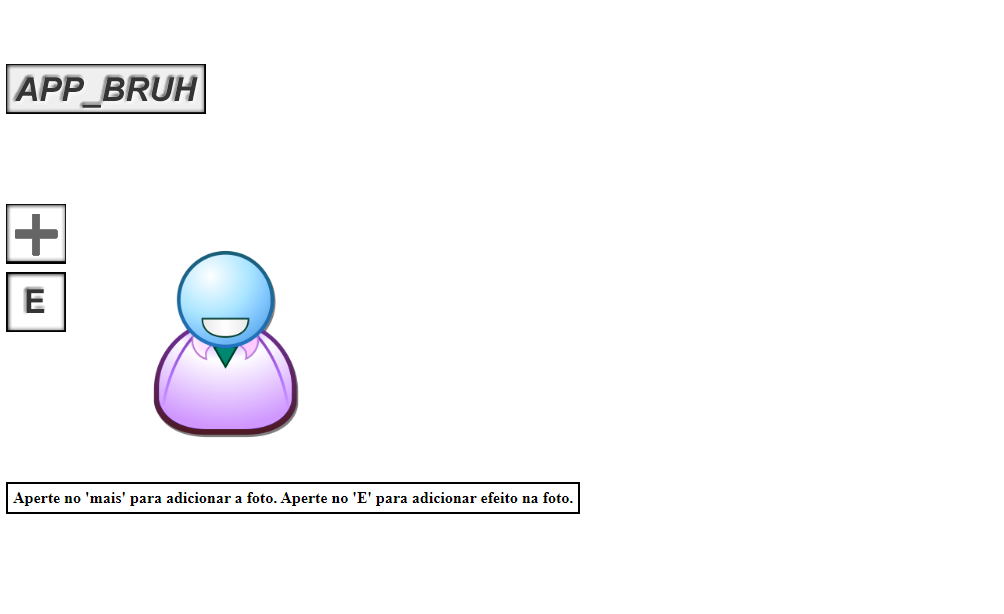 APP_BRUH
E
Aperte no 'mais' para adicionar a foto. Aperte no 'E' para adicionar efeito na foto.